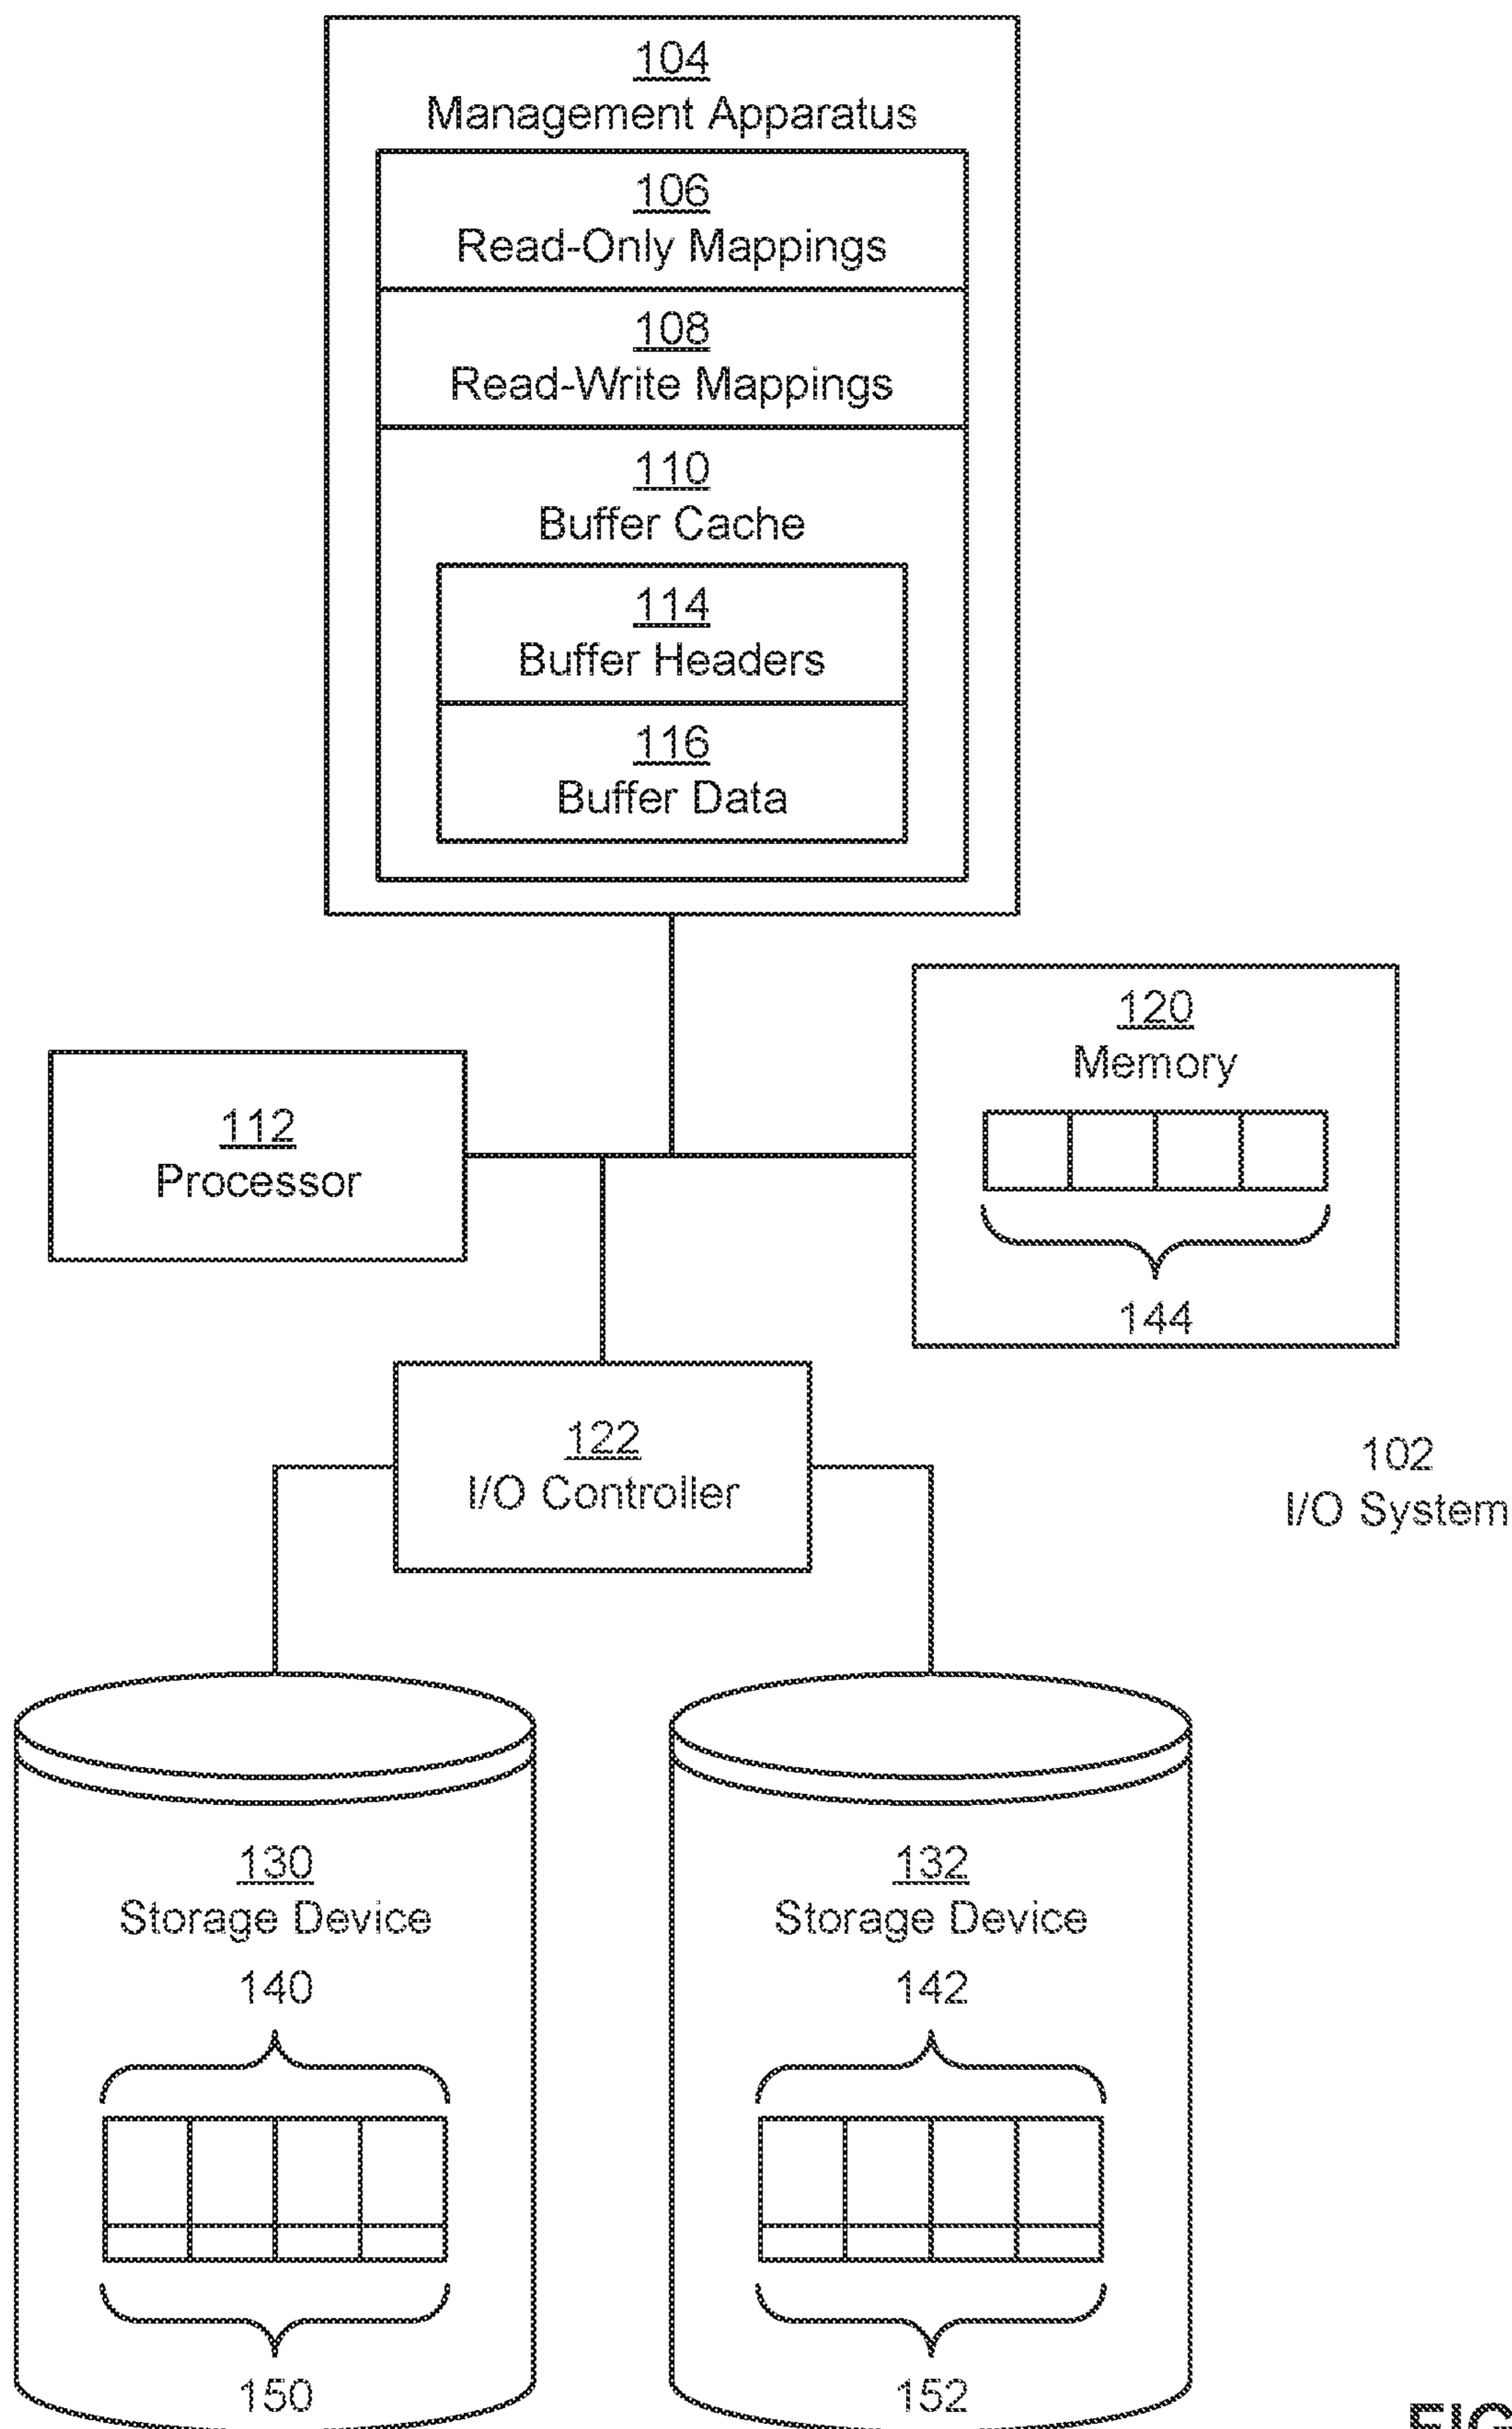 104
Management Apparatus
106
Read-Only Mappings
108
Read-Write Mappings
110
Buffer Cache
114
Buffer Headers
116
Buffer Data
120
Memory
112
Processor
144
122
I/O Controller
102
I/O System
130
Storage Device
132
Storage Device
140
142
150
152
FIG